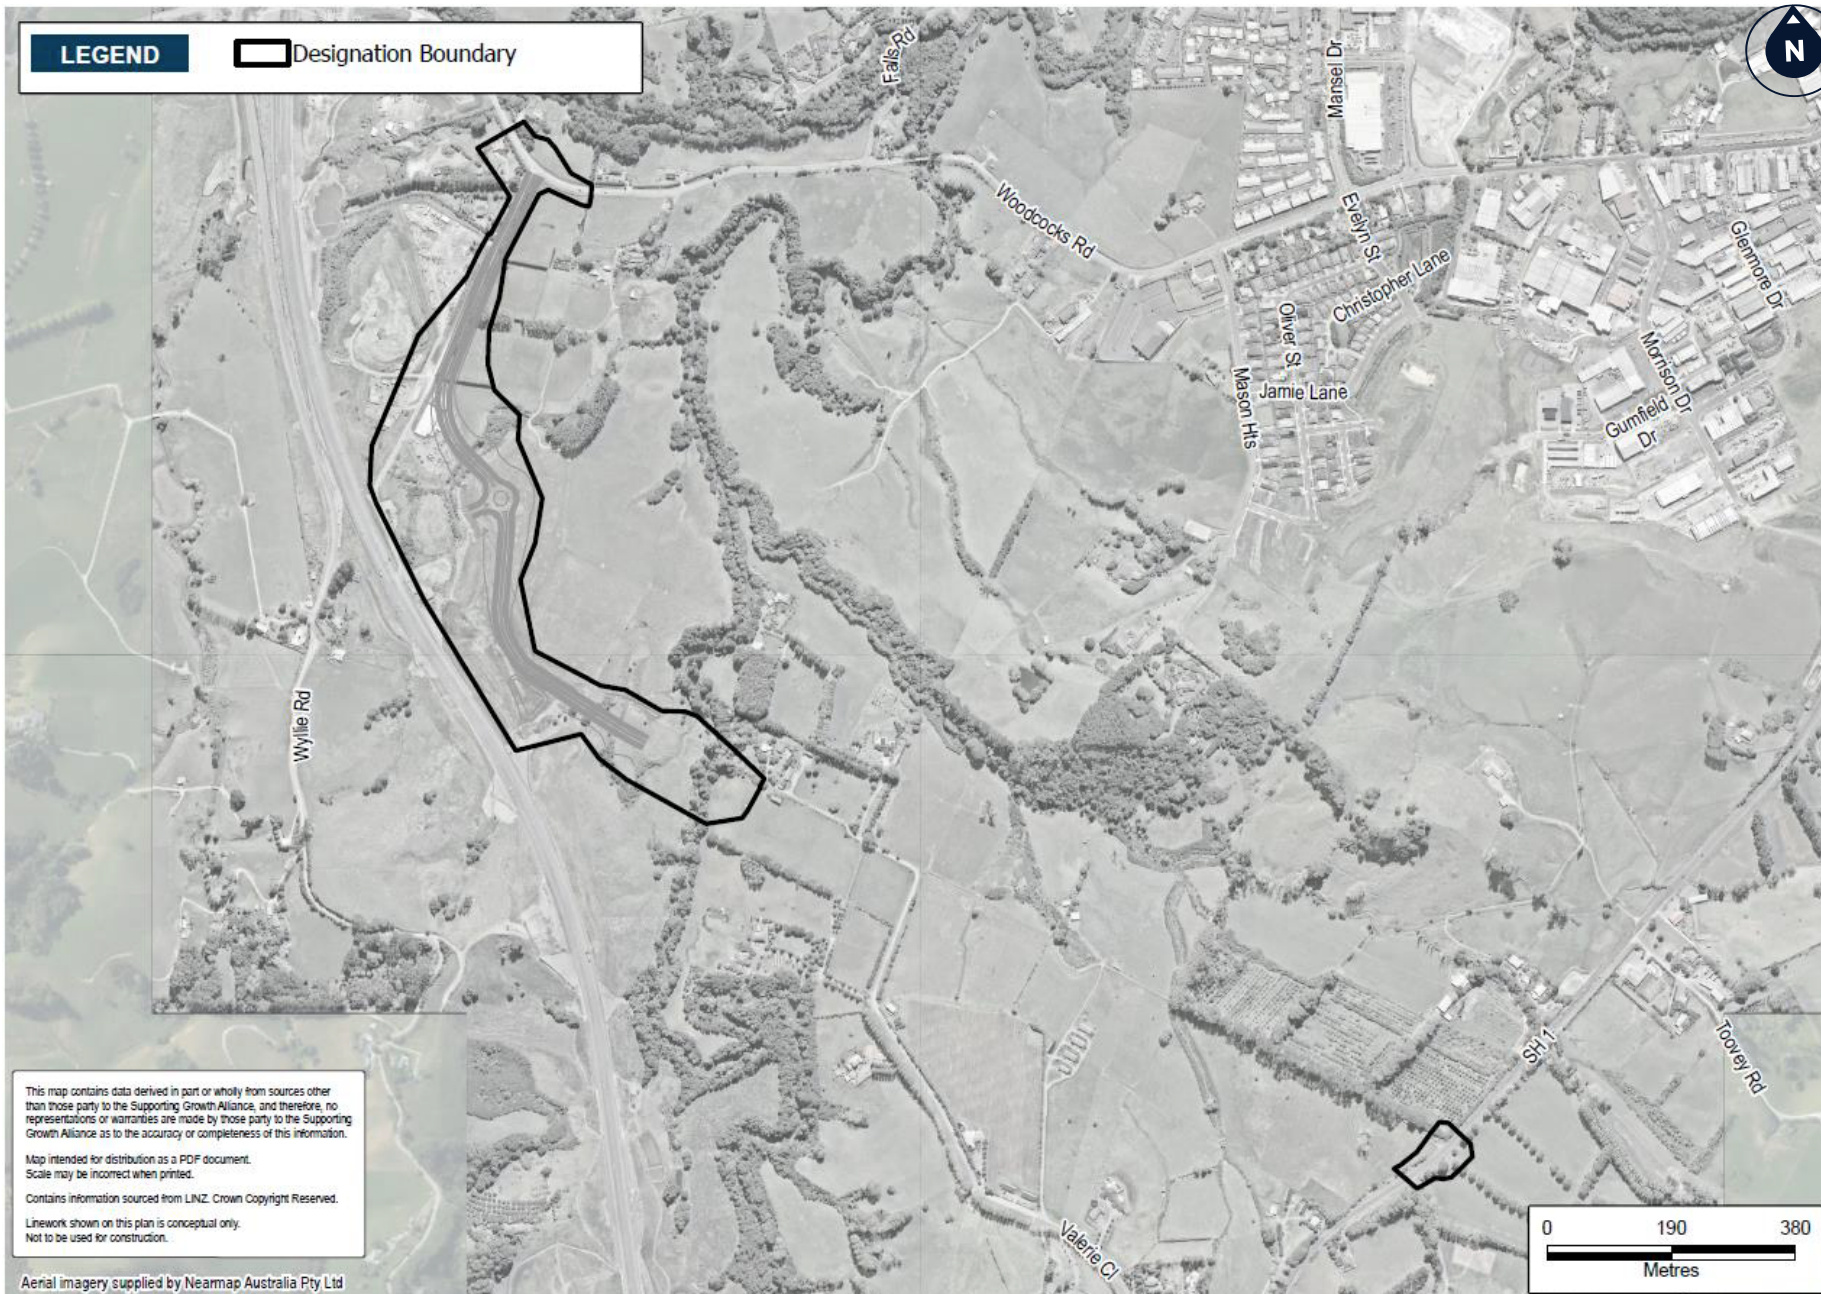 LEGEND
Designation Boundary
N
Falls Rd
Mansel Dr
Woodcocks Rd
Evelyn St
Christopher Lane
Glenmore Dr
Oliver St
Morrison Dr
Mason Hts
Jamie Lane
Gumfield
Dr
Wyllie Rd
SH 1
Toovey Rd
Valerie Cl
This map contains data derived in part or wholly from sources other
than those party to the Supporting Growth Alliance, and therefore, no
representations or warranties are made by those party to the Supporting
Growth Alliance as to the accuracy or completeness of this information.
Map intended for distribution as a PDF document.
Scale may be incorrect when printed.
Contains information sourced from LINZ. Crown Copyright Reserved.
Linework shown on this plan is conceptual only.
Not to be used for construction.
Aerial imagery supplied by Nearmap Australia Pty Ltd
0 190 380
Metres